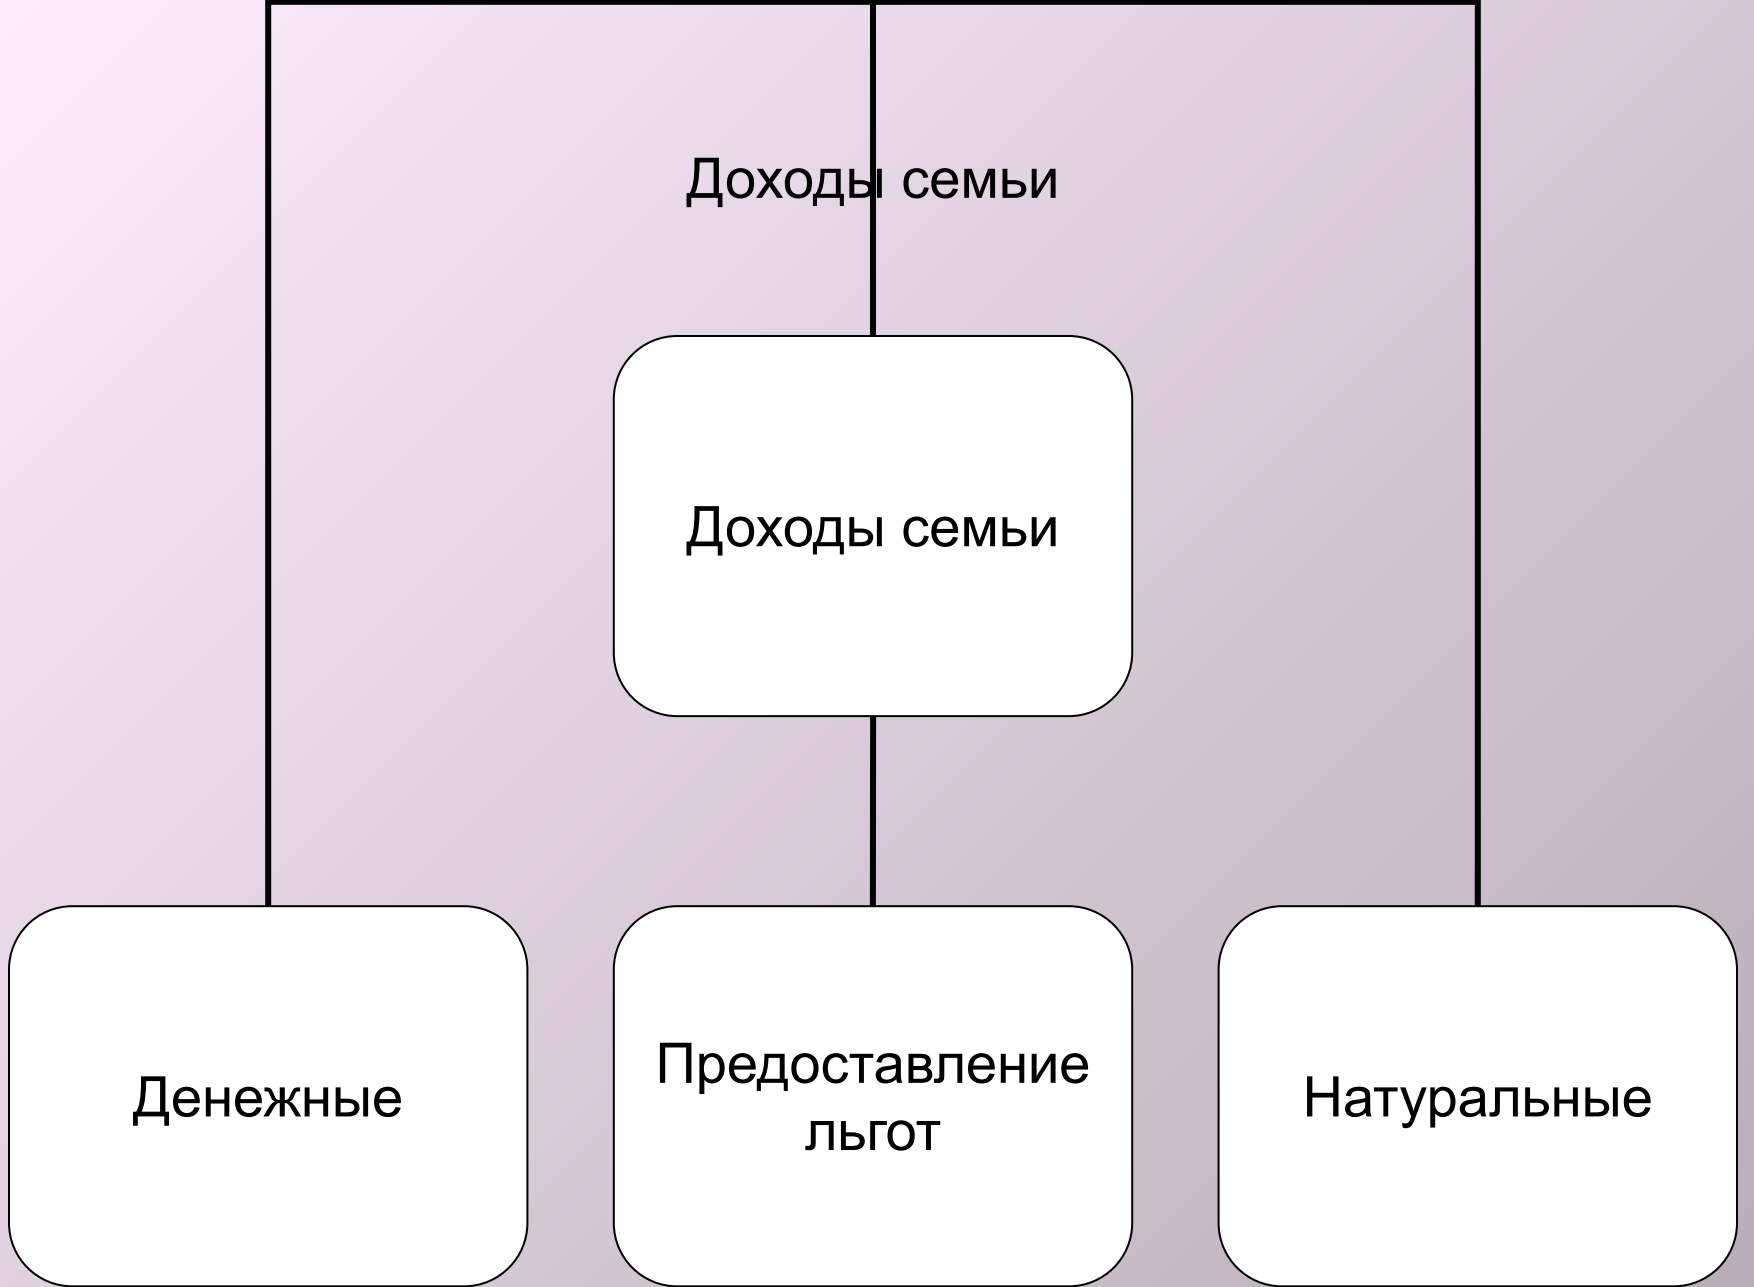 Доходы семьи
Доходы семьи
Денежные
Предоставление
льгот
Натуральные